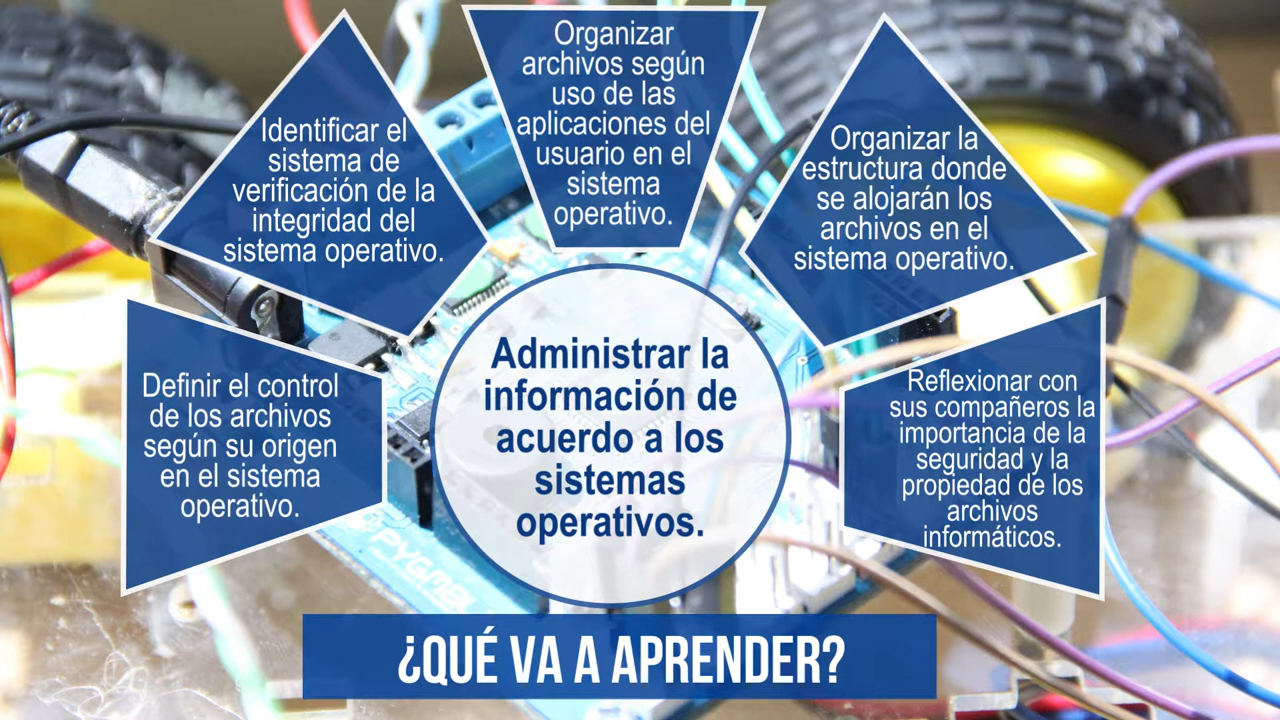 Definir el control
de los archivos
según su origen
en el sistema
operativo.
Identificar el
sistema de
verificación de la
integridad del
sistema operativo.
Organizar
archivos según
uso de las
aplicaciones del
usuario en el
sistema
operativo.
Organizar la
estructura donde
se alojarán los
archivos en el
sistema operativo.
Reflexionar con
sus compañeros la
importancia de la
seguridad y la
propiedad de los
archivos
informáticos.
Administrar la
información de
acuerdo a los
sistemas
operativos.
¿QUÉ VA A APRENDER?